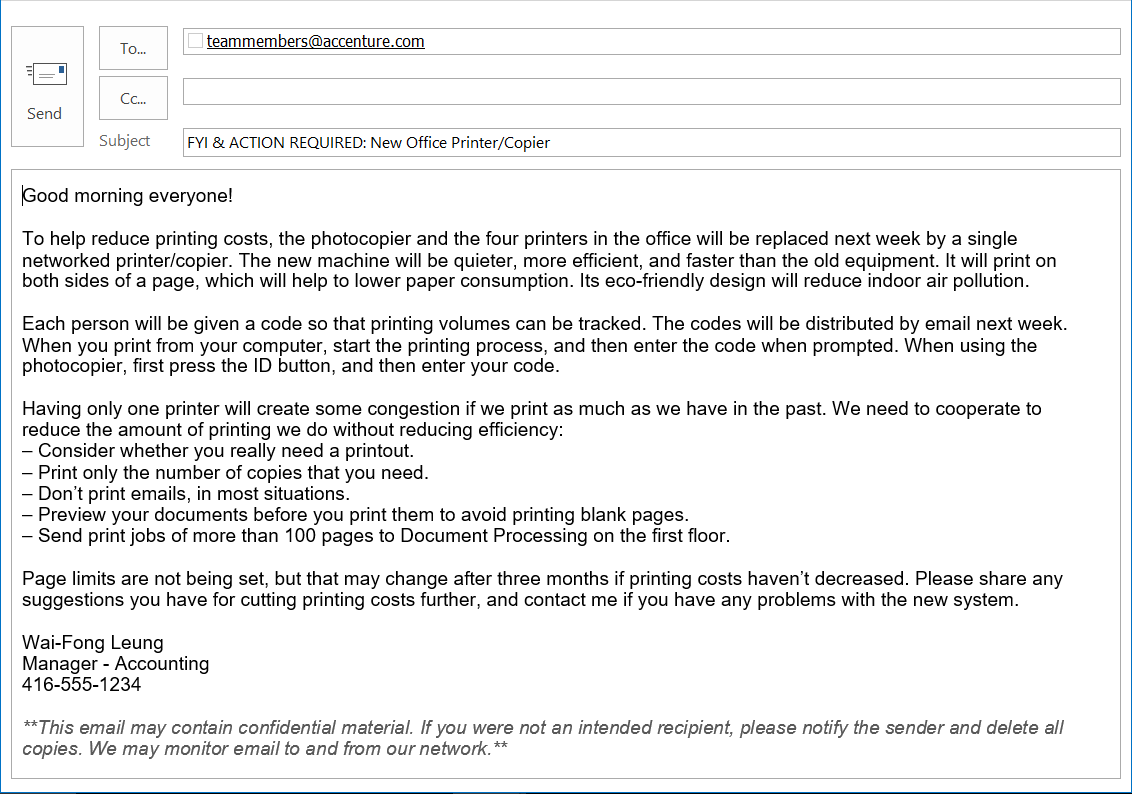 To...
teammembers@accenture.com
Send
Cc...
Subject
FYI & ACTION REQUIRED: New Office Printer/Copier
Good morning everyone!
To help reduce printing costs, the photocopier and the four printers in the office will be replaced next week by a single
networked printer/copier. The new machine will be quieter, more efficient, and faster than the old equipment. It will print on
both sides of a page, which will help to lower paper consumption. Its eco-friendly design will reduce indoor air pollution.
Each person will be given a code so that printing volumes can be tracked. The codes will be distributed by email next week.
When you print from your computer, start the printing process, and then enter the code when prompted. When using the
photocopier, first press the ID button, and then enter your code.
Having only one printer will create some congestion if we print as much as we have in the past. We need to cooperate to
reduce the amount of printing we do without reducing efficiency:
– Consider whether you really need a printout.
– Print only the number of copies that you need.
– Don’t print emails, in most situations.
– Preview your documents before you print them to avoid printing blank pages.
– Send print jobs of more than 100 pages to Document Processing on the first floor.
Page limits are not being set, but that may change after three months if printing costs haven’t decreased. Please share any
suggestions you have for cutting printing costs further, and contact me if you have any problems with the new system.
Wai-Fong Leung
Manager - Accounting
416-555-1234
**This email may contain confidential material. If you were not an intended recipient, please notify the sender and delete all
copies. We may monitor email to and from our network.**